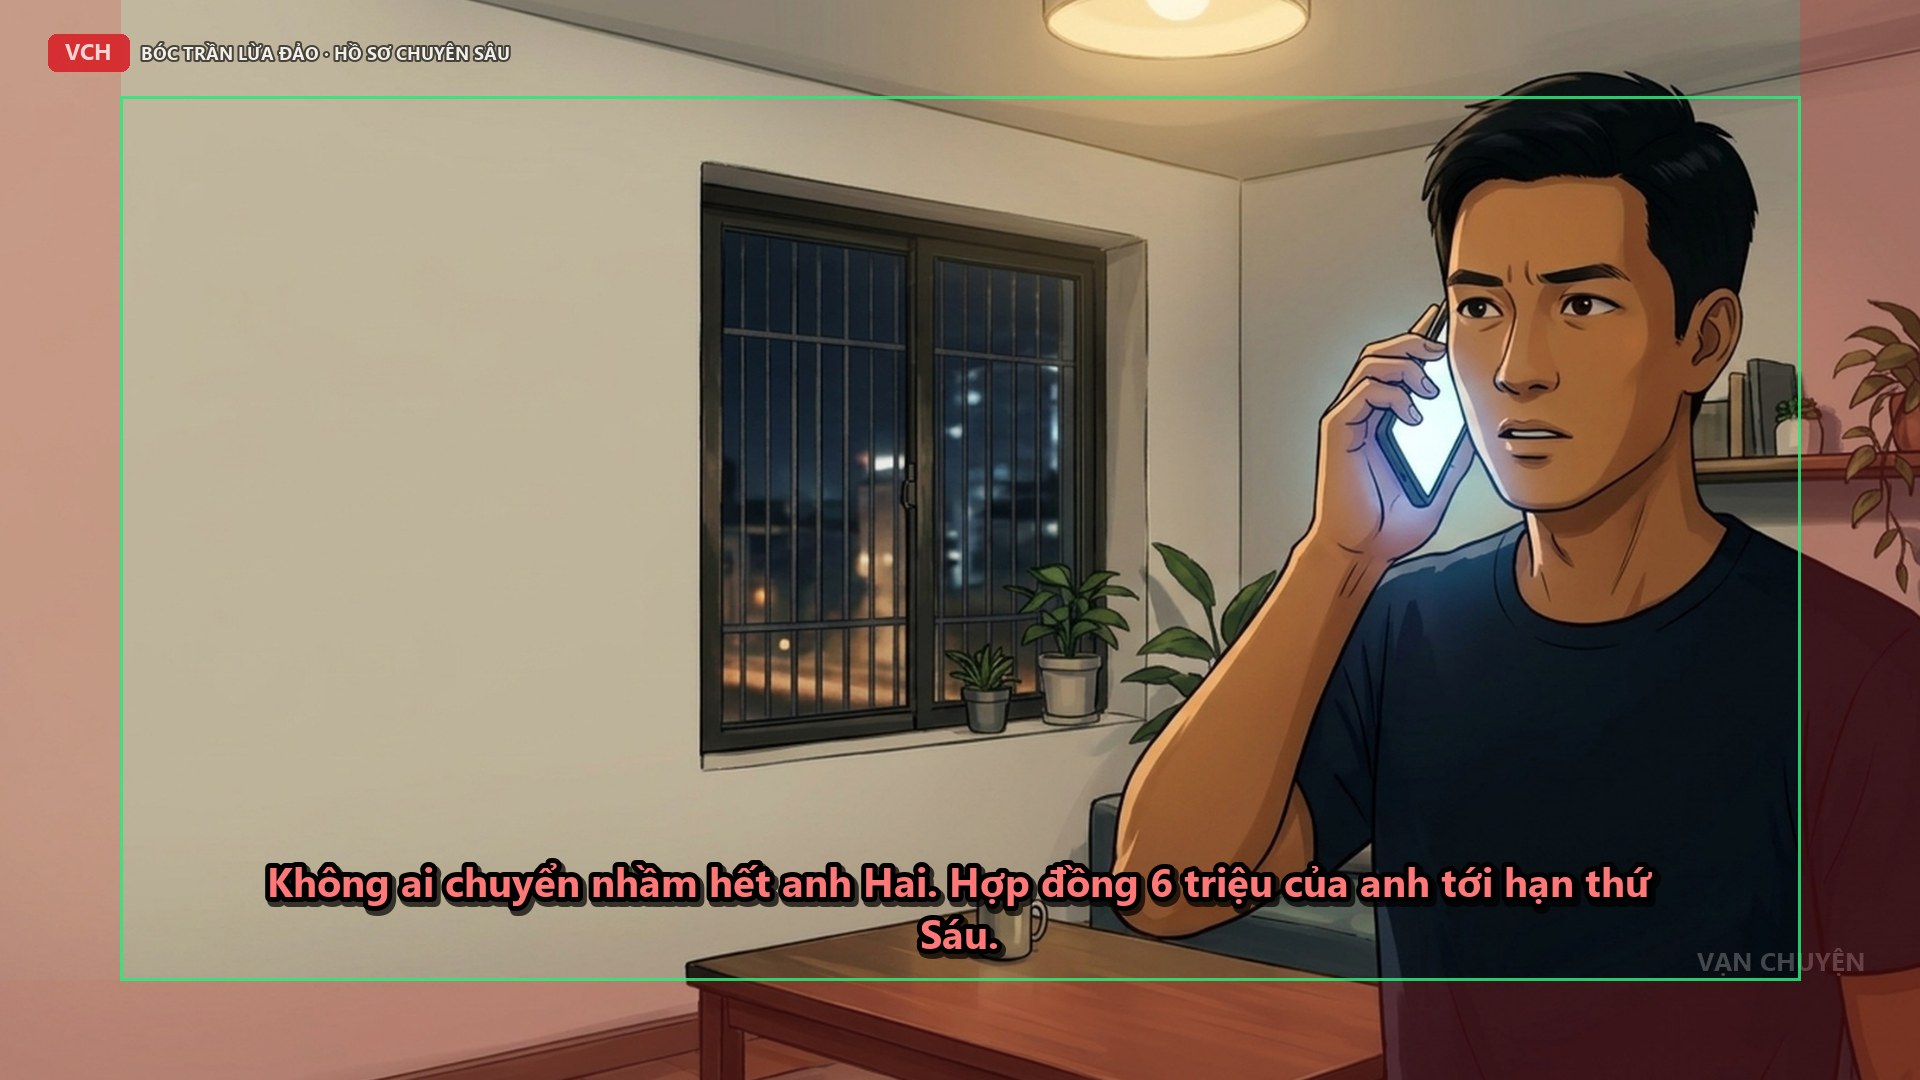 VCH BÓC TRẦN LỪA ĐẢO · HỒ SƠ CHUYÊN SÂU
Không ai chuyển nhầm hết anh Hai. Hợp đồng 6 triệu của anh tới hạn thứ
Sáu.
VẠN CHUYỆN